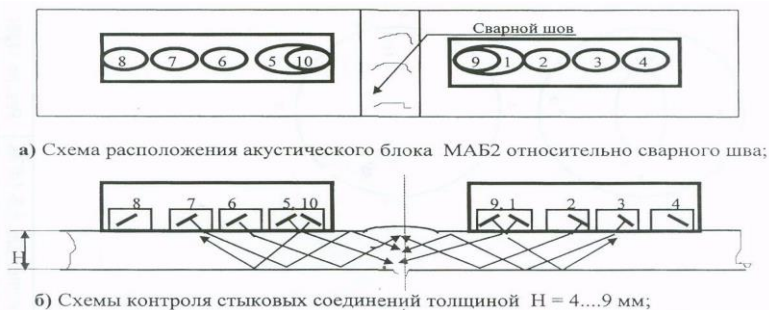 Сварной шов
8 7 6 5 10 9 1 2 3 4
а) Схема расположения акустического блока МАБ2 относительно сварного шва;
8 7 6 5, 10 9, 1 2 3 4
H
б) Схемы контроля стыковых соединений толщиной H = 4....9 мм;